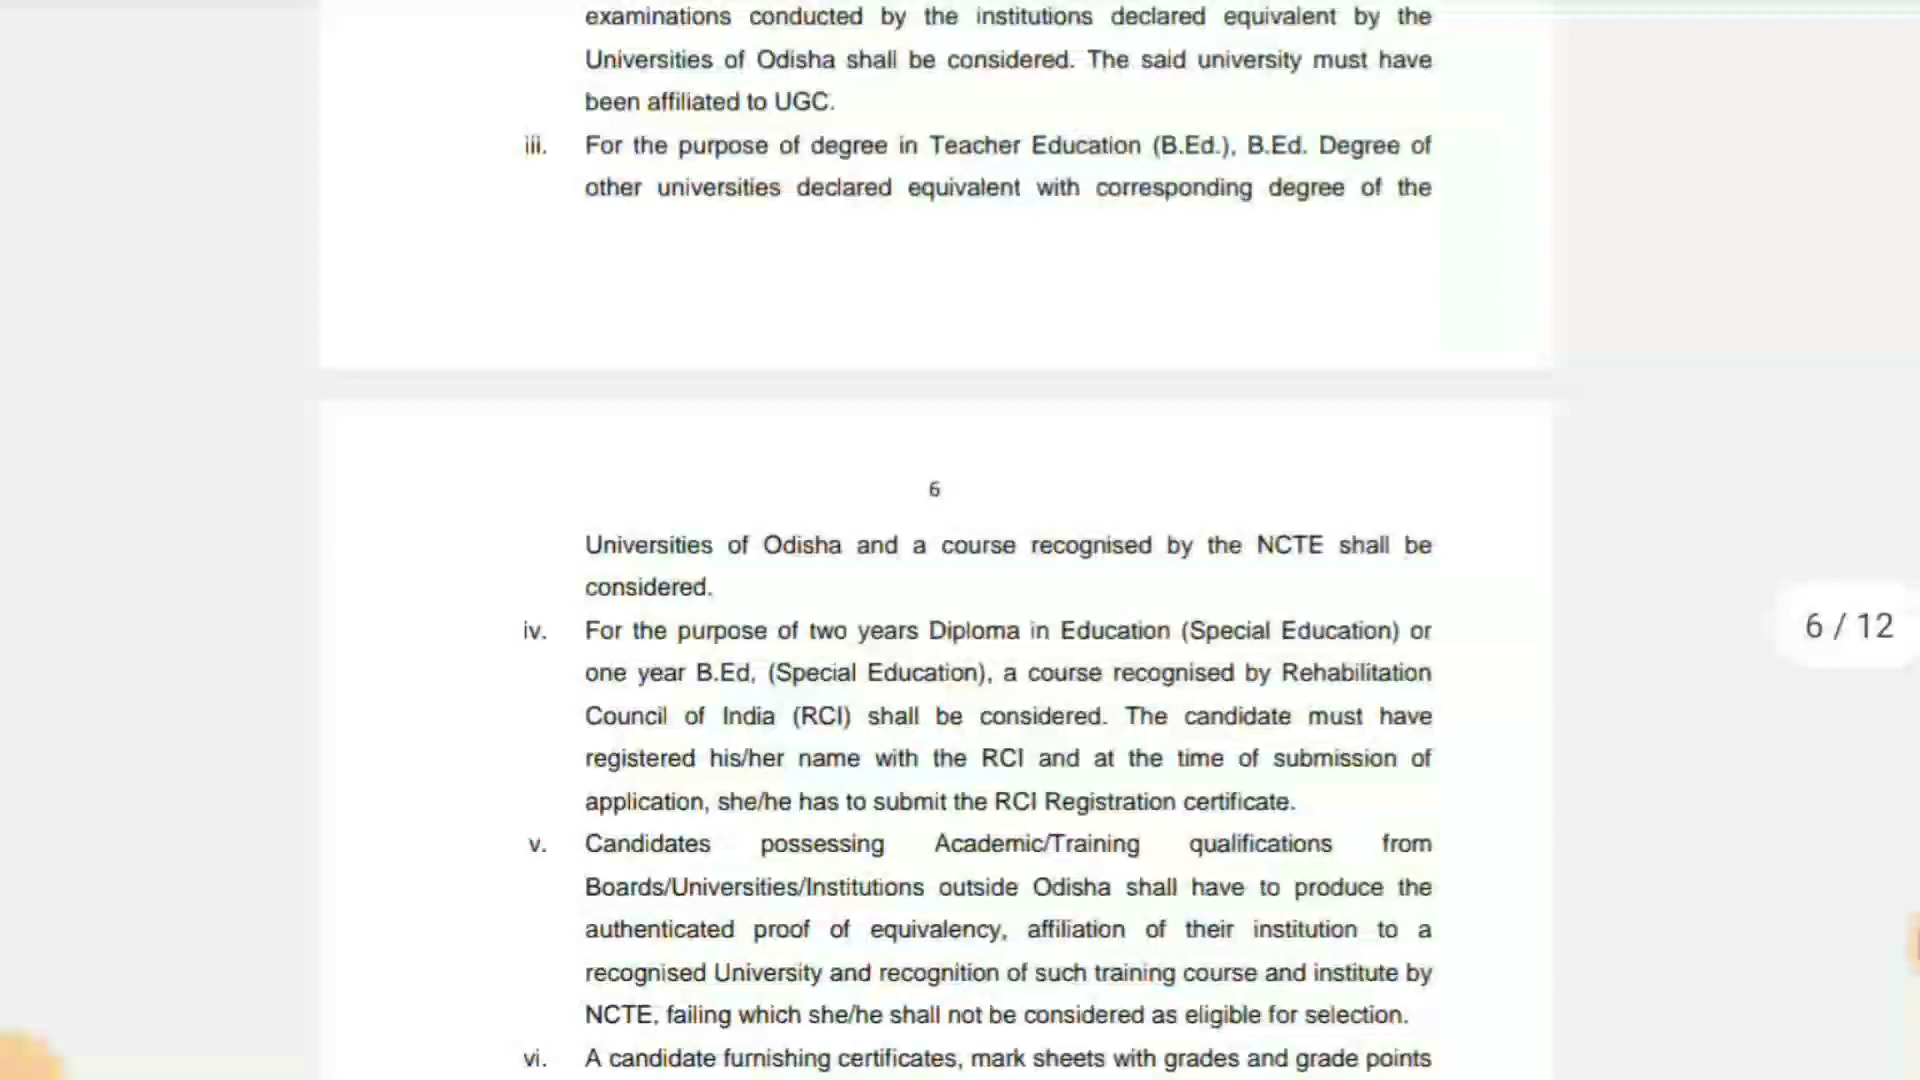 examinations conducted by the institutions declared equivalent by the
Universities of Odisha shall be considered. The said university must have
been affiliated to UGC.
iii. For the purpose of degree in Teacher Education (B.Ed.), B.Ed. Degree of
other universities declared equivalent with corresponding degree of the
6
Universities of Odisha and a course recognised by the NCTE shall be
considered.
iv. For the purpose of two years Diploma in Education (Special Education) or
one year B.Ed, (Special Education), a course recognised by Rehabilitation
Council of India (RCI) shall be considered. The candidate must have
registered his/her name with the RCI and at the time of submission of
application, she/he has to submit the RCI Registration certificate.
v. Candidates possessing Academic/Training qualifications from
Boards/Universities/Institutions outside Odisha shall have to produce the
authenticated proof of equivalency, affiliation of their institution to a
recognised University and recognition of such training course and institute by
NCTE, failing which she/he shall not be considered as eligible for selection.
vi. A candidate furnishing certificates, mark sheets with grades and grade points
6 / 12